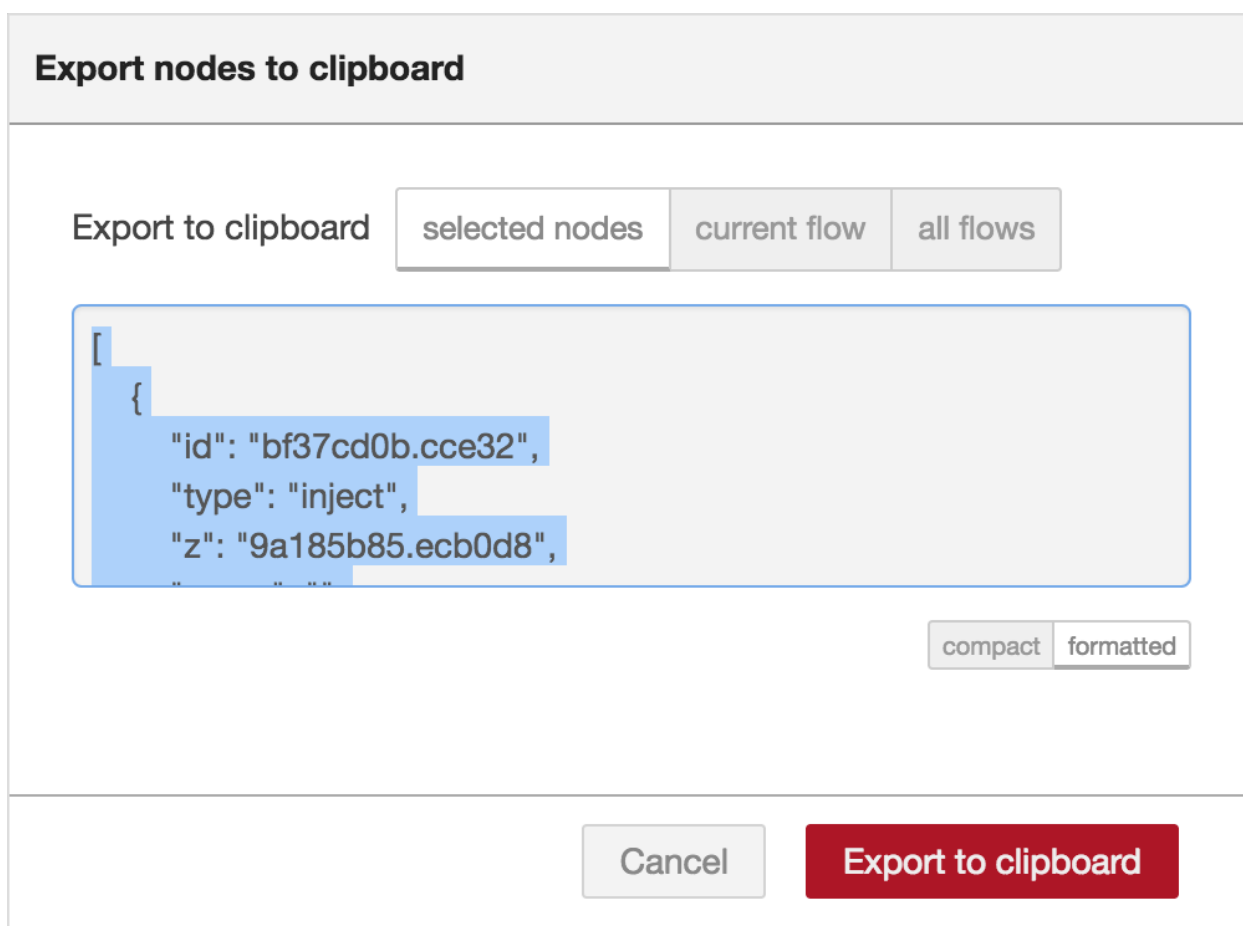 Export nodes to clipboard
Export to clipboard selected nodes current flow all flows
[
{
"id": "bf37cd0b.cce32",
"type": "inject",
"z": "9a185b85.ecb0d8",
compact formatted
Cancel Export to clipboard